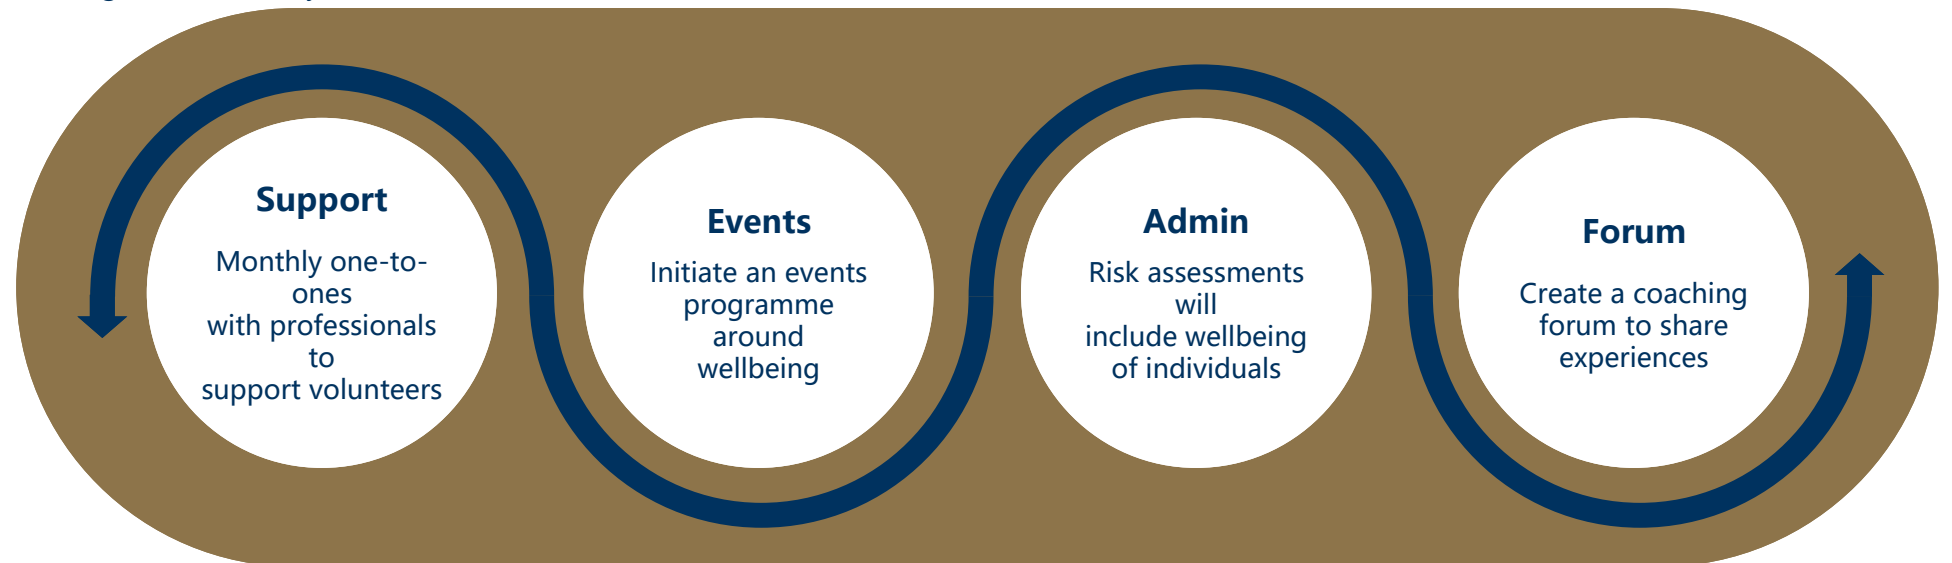 Support
Monthly one-to-
ones
with professionals
to
support volunteers
Events
Initiate an events
programme
around
wellbeing
Admin
Risk assessments
will
include wellbeing
of individuals
Forum
Create a coaching
forum to share
experiences